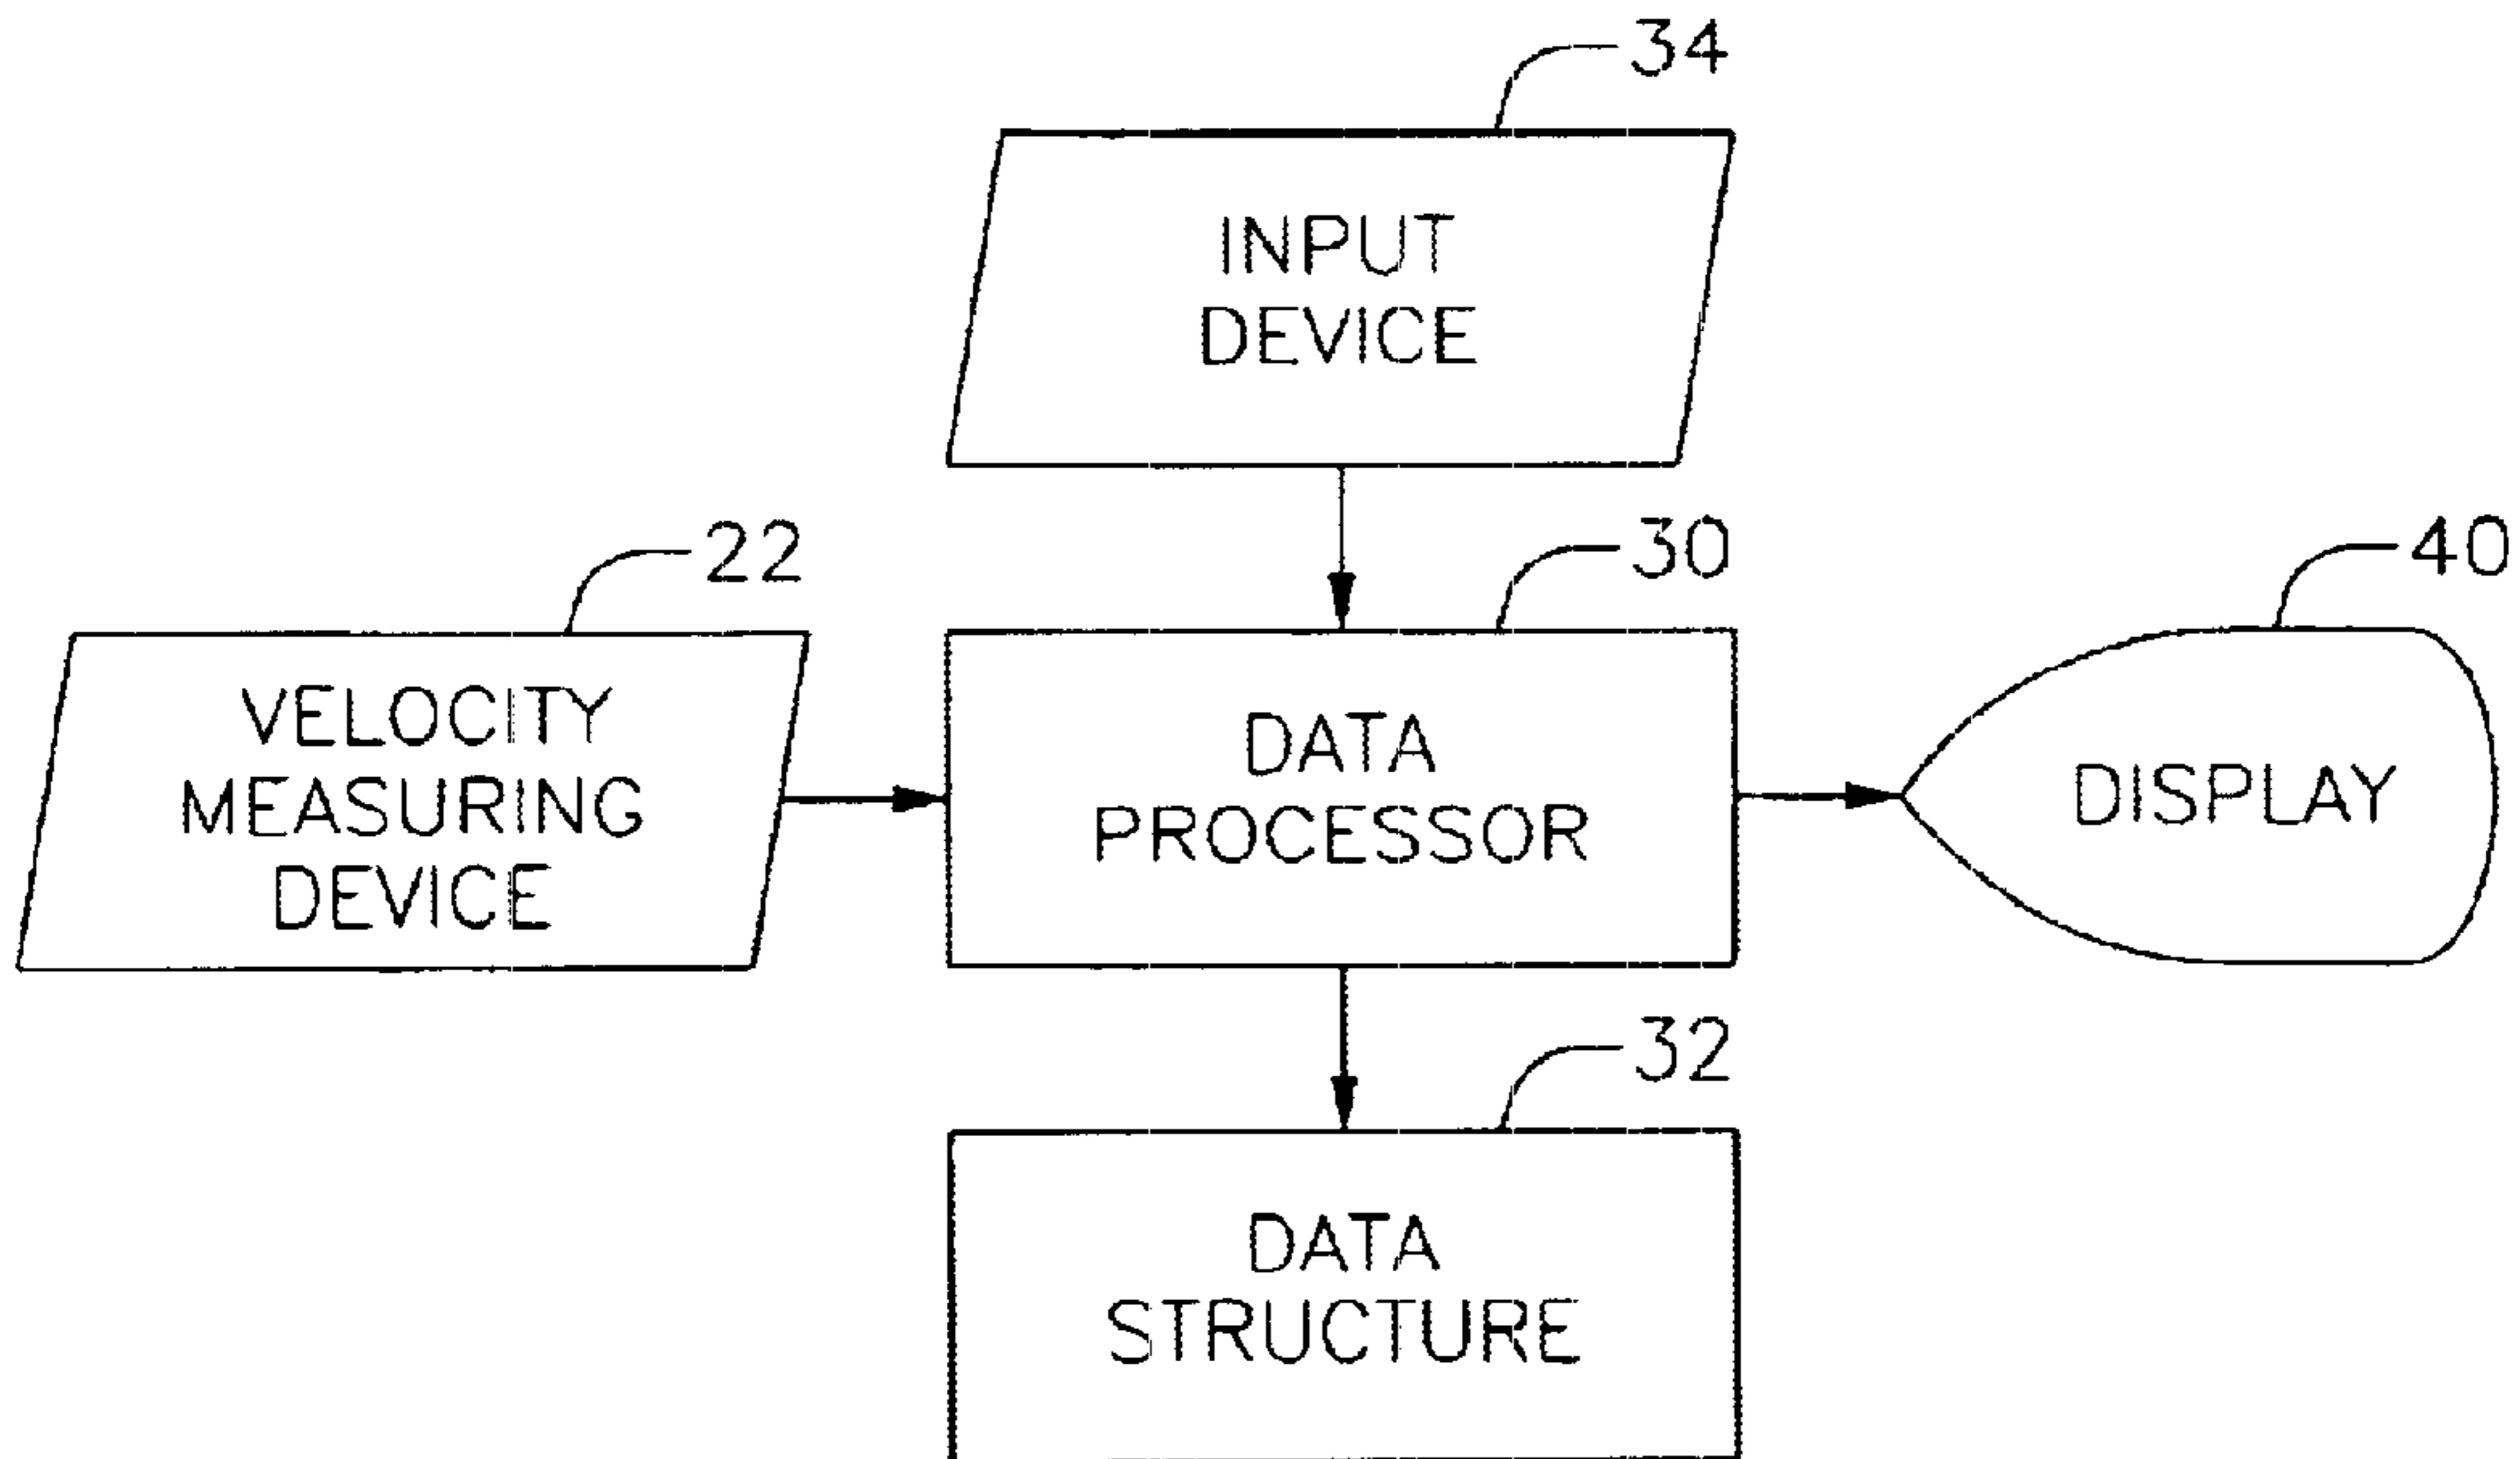 34
INPUT
DEVICE
22
30
40
VELOCITY
MEASURING
DEVICE
DATA
PROCESSOR
DISPLAY
32
DATA
STRUCTURE